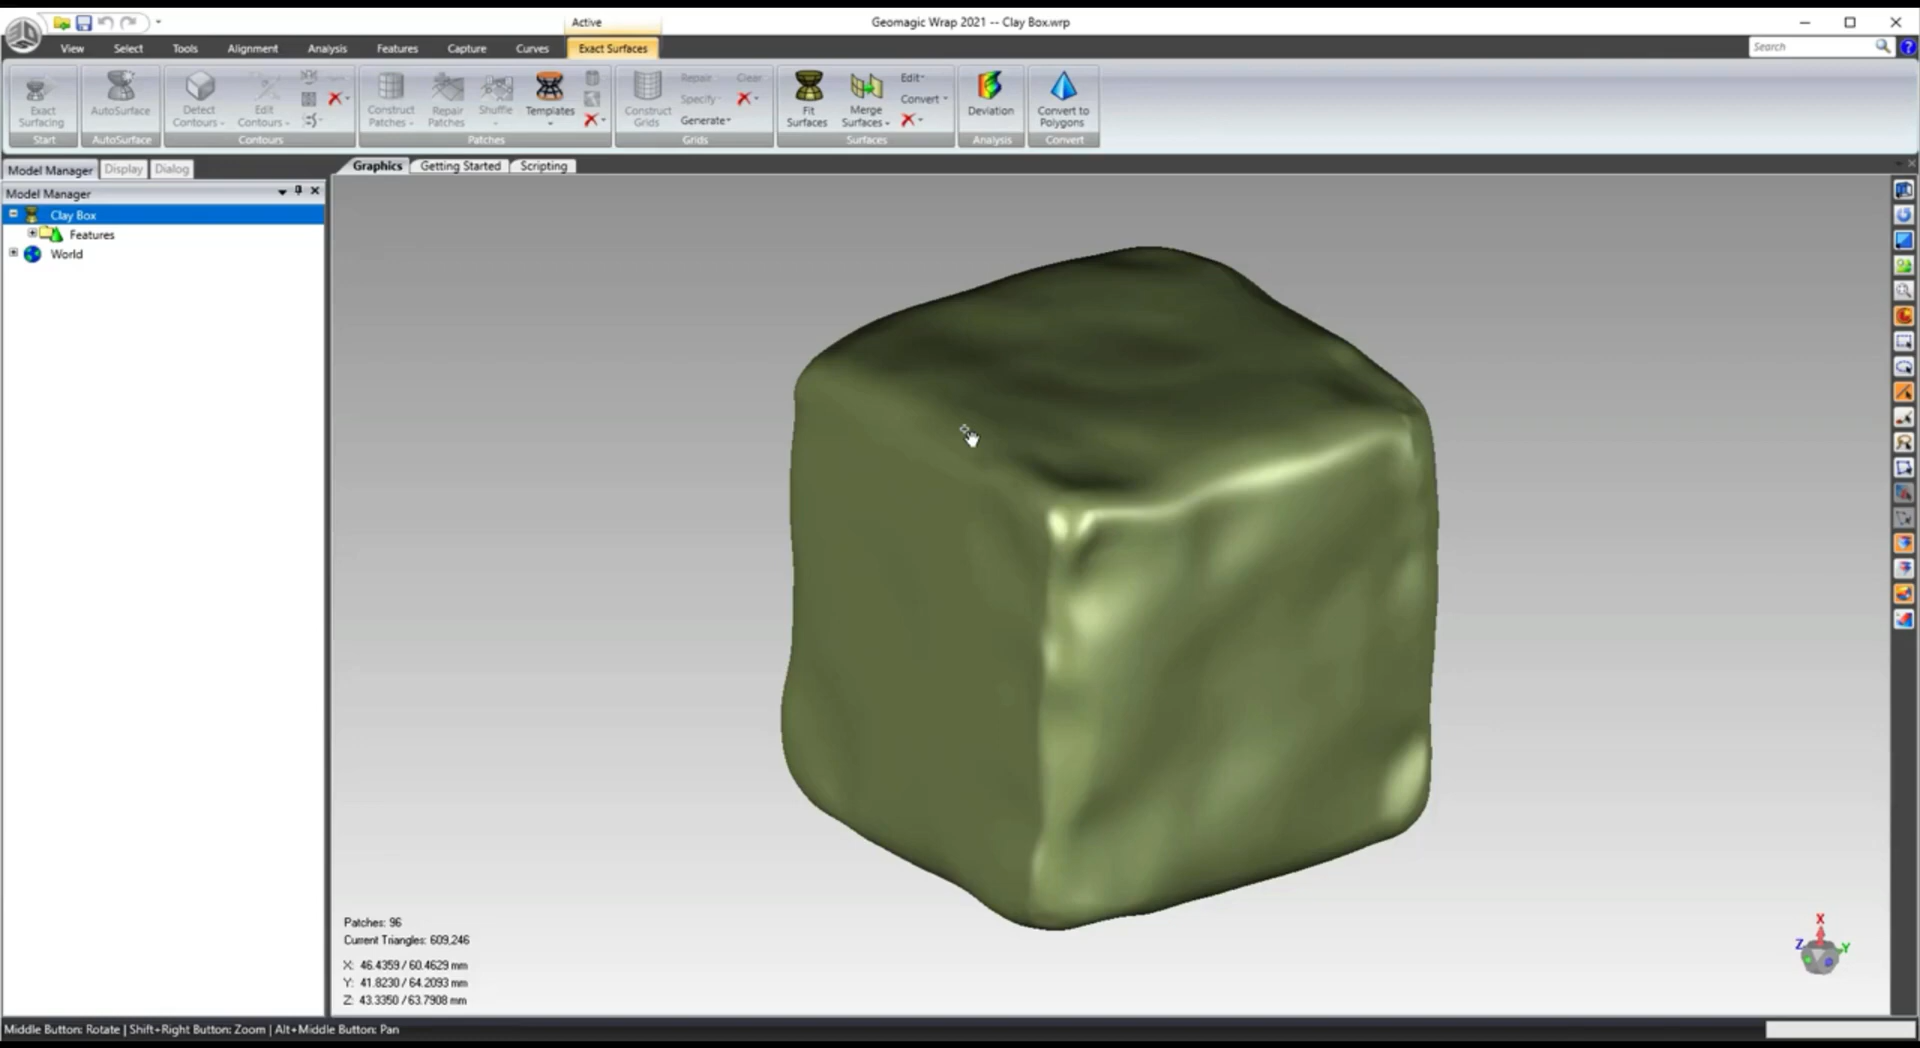 Active
Geomagic Wrap 2021 -- Clay Box.wrp
View Select Tools Alignment Analysis Features Capture Curves Exact Surfaces
Search
Exact Surfacing
Start
AutoSurface
AutoSurface
Detect Contours
Edit Contours
Contours
Construct Patches
Repair Patches
Shuffle
Templates
Patches
Construct Grids
Repair
Specify
Generate
Clear
Grids
Fit Surfaces
Merge Surfaces
Edit
Convert
Surfaces
Deviation
Analysis
Convert to Polygons
Convert
Model Manager Display Dialog
Graphics Getting Started Scripting
Model Manager
Clay Box
Features
World
Patches: 96
Current Triangles: 609,246
X: 46.4359 / 60.4629 mm
Y: 41.8230 / 64.2093 mm
Z: 43.3350 / 63.7908 mm
X
Z
Y
Middle Button: Rotate | Shift+Right Button: Zoom | Alt+Middle Button: Pan